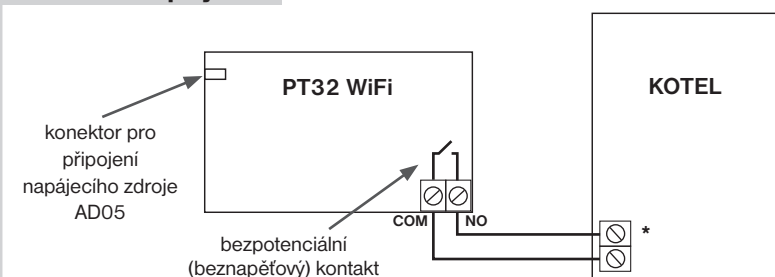 PT32 WiFi
KOTEL
konektor pro
připojení
napájecího zdroje
AD05
COM
NO
*
bezpotenciální
(beznapěťový) kontakt